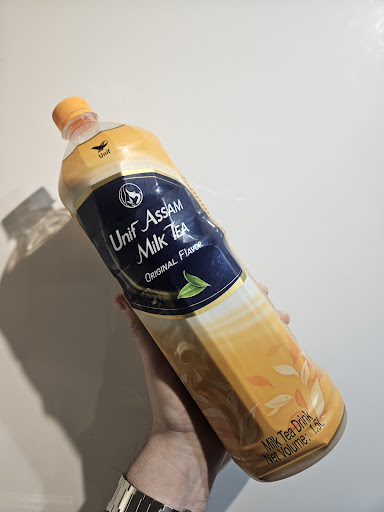 Unif
Unif Assam
Milk Tea
Original Flavor
Milk Tea Drink
Net Volume: 1.5L